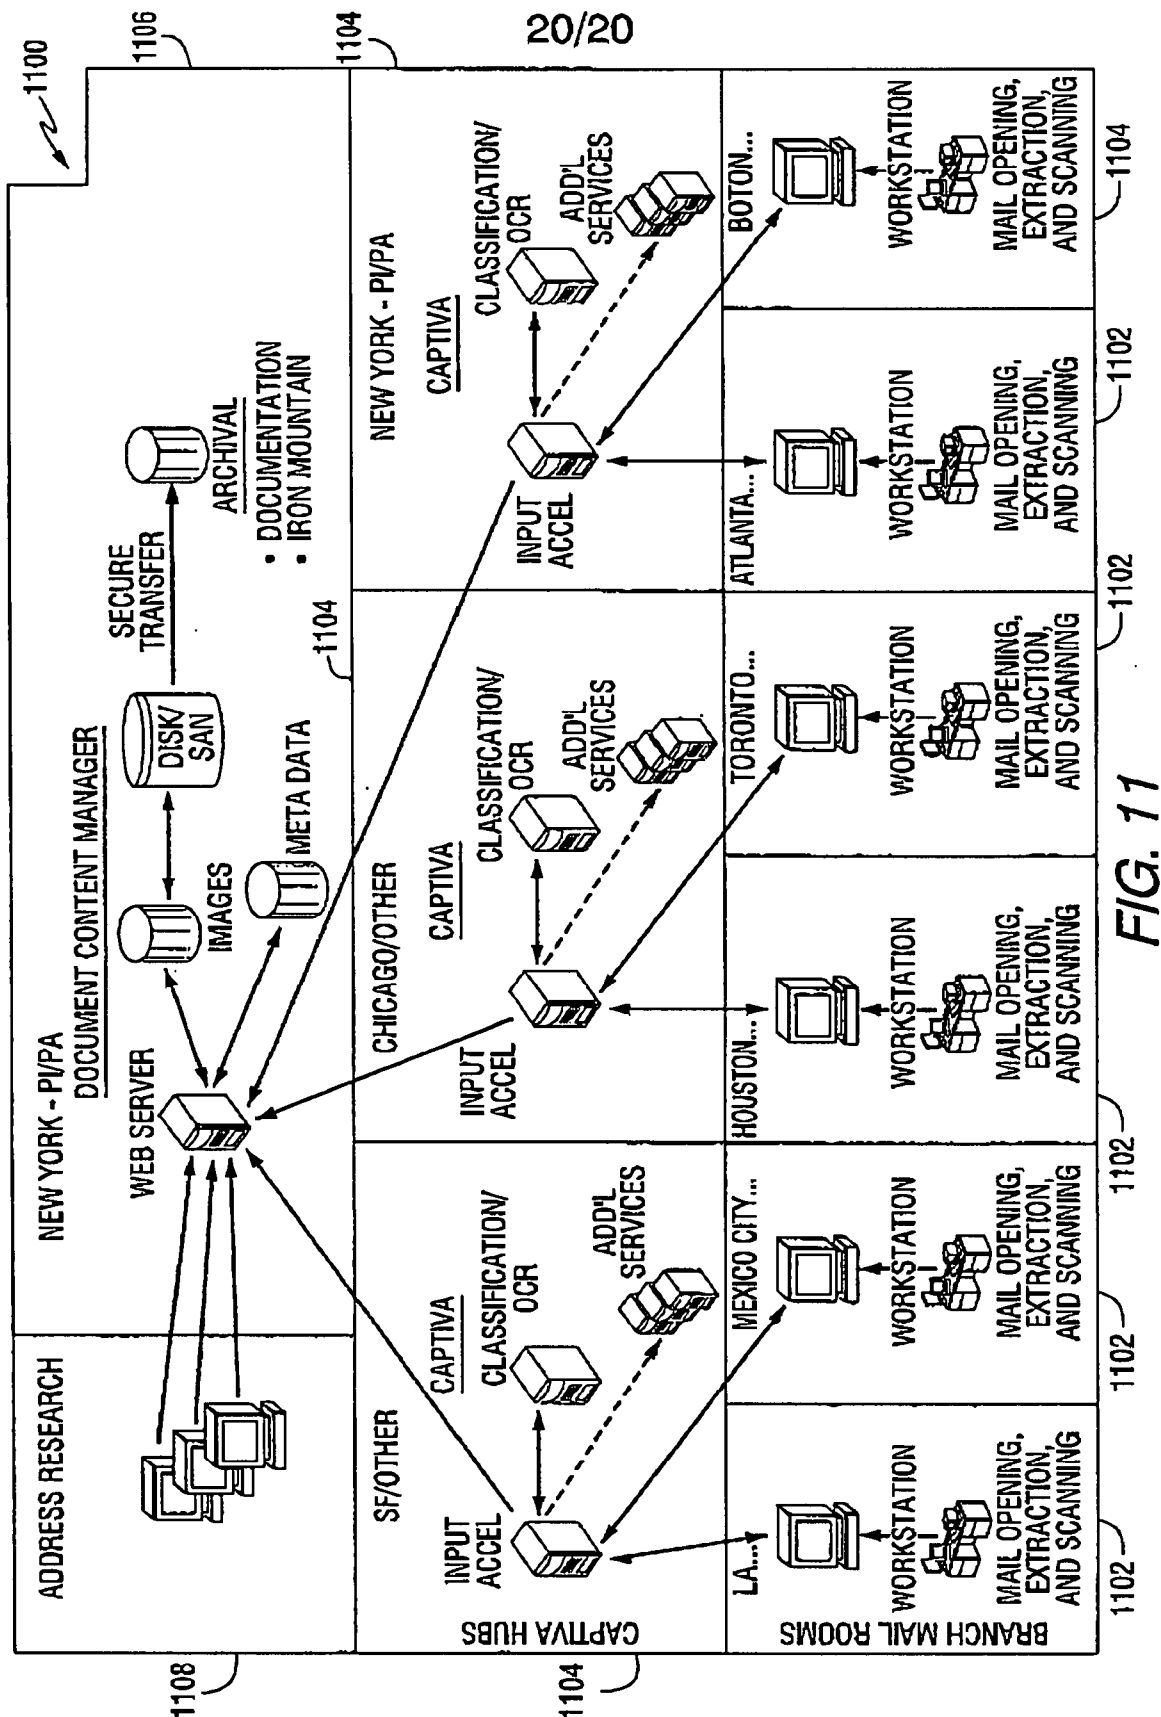 20/20
1100
1106
1104
NEW YORK - PI/PA
DOCUMENT CONTENT MANAGER
WEB SERVER
IMAGES
META DATA
DISK/
SAN
SECURE
TRANSFER
ARCHIVAL
• DOCUMENTATION
• IRON MOUNTAIN
1104
ADDRESS RESEARCH
1108
CAPTIVA HUBS
1104
SF/OTHER
CAPTIVA
INPUT
ACCEL
CLASSIFICATION/
OCR
ADD'L
SERVICES
CHICAGO/OTHER
CAPTIVA
INPUT
ACCEL
CLASSIFICATION/
OCR
ADD'L
SERVICES
NEW YORK - PI/PA
CAPTIVA
INPUT
ACCEL
CLASSIFICATION/
OCR
ADD'L
SERVICES
BRANCH MAIL ROOMS
LA...
WORKSTATION
MAIL OPENING,
EXTRACTION,
AND SCANNING
1102
MEXICO CITY...
WORKSTATION
MAIL OPENING,
EXTRACTION,
AND SCANNING
1102
HOUSTON...
WORKSTATION
MAIL OPENING,
EXTRACTION,
AND SCANNING
1102
TORONTO...
WORKSTATION
MAIL OPENING,
EXTRACTION,
AND SCANNING
1102
ATLANTA...
WORKSTATION
MAIL OPENING,
EXTRACTION,
AND SCANNING
1102
BOTON...
WORKSTATION
MAIL OPENING,
EXTRACTION,
AND SCANNING
1104
FIG. 11